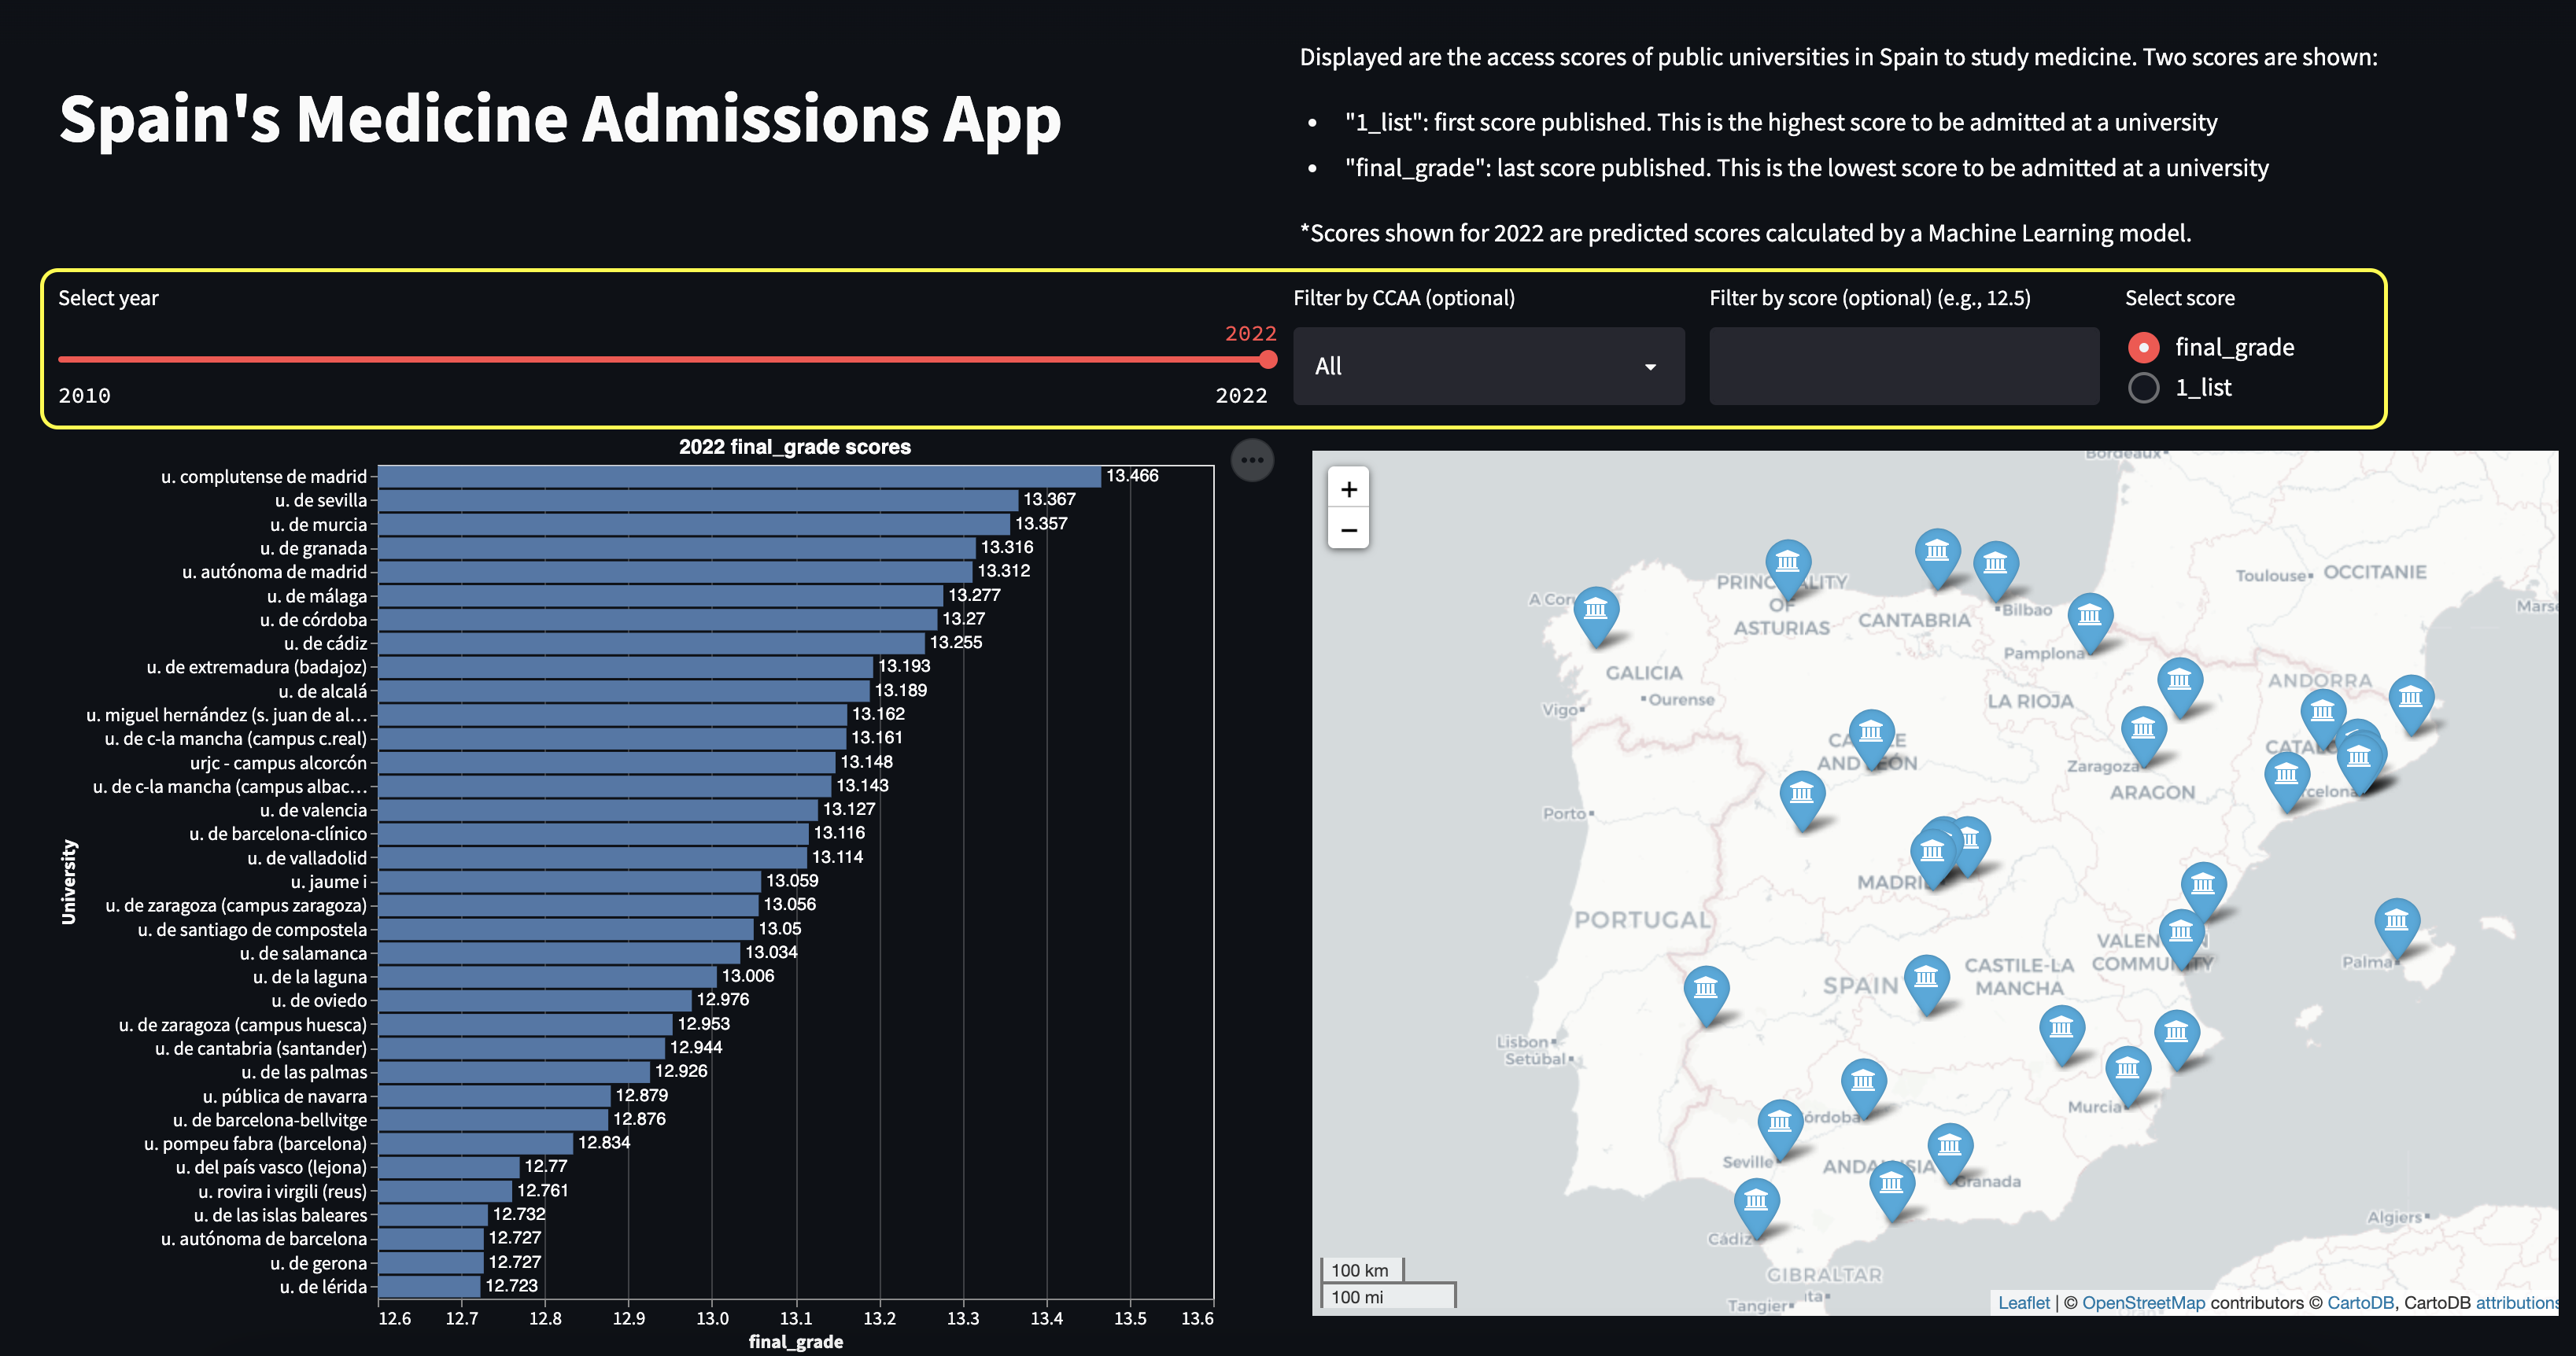 Spain's Medicine Admissions App
Displayed are the access scores of public universities in Spain to study medicine. Two scores are shown:
• "1_list": first score published. This is the highest score to be admitted at a university
• "final_grade": last score published. This is the lowest score to be admitted at a university
*Scores shown for 2022 are predicted scores calculated by a Machine Learning model.
Select year
2022
2010
2022
Filter by CCAA (optional)
All
Filter by score (optional) (e.g., 12.5)
Select score
final_grade
1_list
2022 final_grade scores
University
u. complutense de madrid 13.466
u. de sevilla 13.367
u. de murcia 13.357
u. de granada 13.316
u. autónoma de madrid 13.312
u. de málaga 13.277
u. de córdoba 13.27
u. de cádiz 13.255
u. de extremadura (badajoz) 13.193
u. de alcalá 13.189
u. miguel hernández (s. juan de al… 13.162
u. de c-la mancha (campus c.real) 13.161
urjc - campus alcorcón 13.148
u. de c-la mancha (campus albac… 13.143
u. de valencia 13.127
u. de barcelona-clínico 13.116
u. de valladolid 13.114
u. jaume i 13.059
u. de zaragoza (campus zaragoza) 13.056
u. de santiago de compostela 13.05
u. de salamanca 13.034
u. de la laguna 13.006
u. de oviedo 12.976
u. de zaragoza (campus huesca) 12.953
u. de cantabria (santander) 12.944
u. de las palmas 12.926
u. pública de navarra 12.879
u. de barcelona-bellvitge 12.876
u. pompeu fabra (barcelona) 12.834
u. del país vasco (lejona) 12.77
u. rovira i virgili (reus) 12.761
u. de las islas baleares 12.732
u. autónoma de barcelona 12.727
u. de gerona 12.727
u. de lérida 12.723
12.6 12.7 12.8 12.9 13.0 13.1 13.2 13.3 13.4 13.5 13.6
final_grade
+
−
Bordeaux
Toulouse OCCITANIE
Bilbao
OF
ASTURIAS CANTABRIA
Pamplona
GALICIA
Ourense
Vigo
LA RIOJA
ANDORRA
AND
Zaragoza
ARAGON
Porto
PORTUGAL
SPAIN
CASTILE-LA
MANCHA
Palma
Lisbon
Setúbal
Murcia
Seville
Granada
Cádiz
Algiers
GIBRALTAR
Tangier
100 km
100 mi
Leaflet | © OpenStreetMap contributors © CartoDB, CartoDB attributions